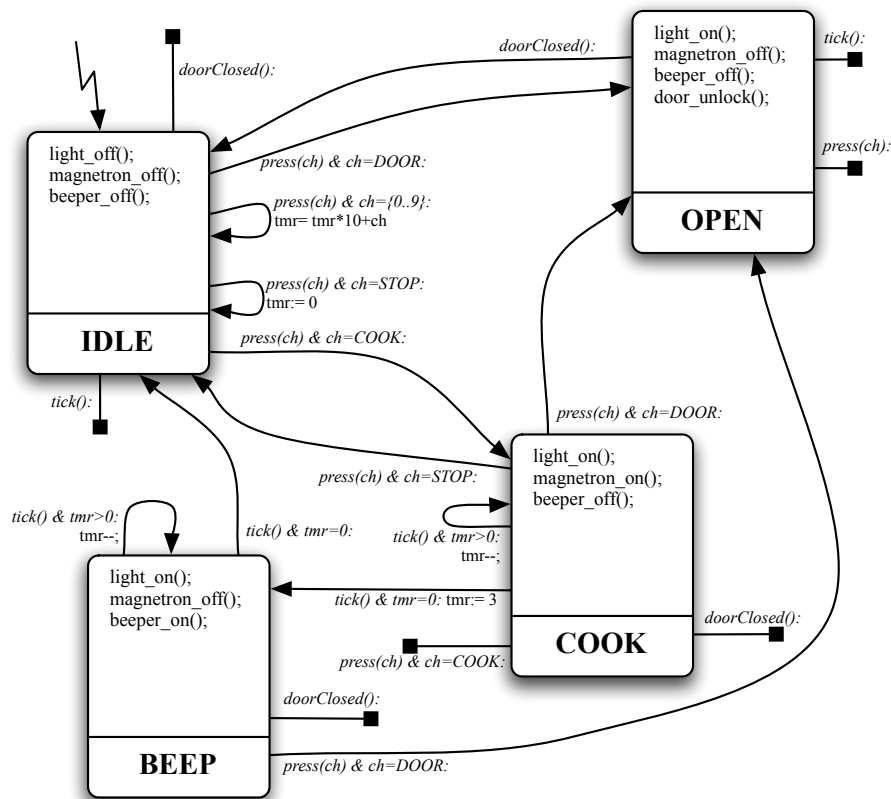 doorClosed():
light_off();
magnetron_off();
beeper_off();
IDLE
press(ch) & ch=DOOR:
press(ch) & ch={0..9}:
tmr= tmr*10+ch
press(ch) & ch=STOP:
tmr:= 0
press(ch) & ch=COOK:
tick():
doorClosed():
light_on();
magnetron_off();
beeper_off();
door_unlock();
OPEN
tick():
press(ch):
press(ch) & ch=DOOR:
light_on();
magnetron_on();
beeper_off();
COOK
press(ch) & ch=STOP:
tick() & tmr>0:
tmr--;
tick() & tmr=0: tmr:= 3
press(ch) & ch=COOK:
doorClosed():
tick() & tmr>0:
tmr--;
tick() & tmr=0:
light_on();
magnetron_off();
beeper_on();
BEEP
doorClosed():
press(ch) & ch=DOOR: